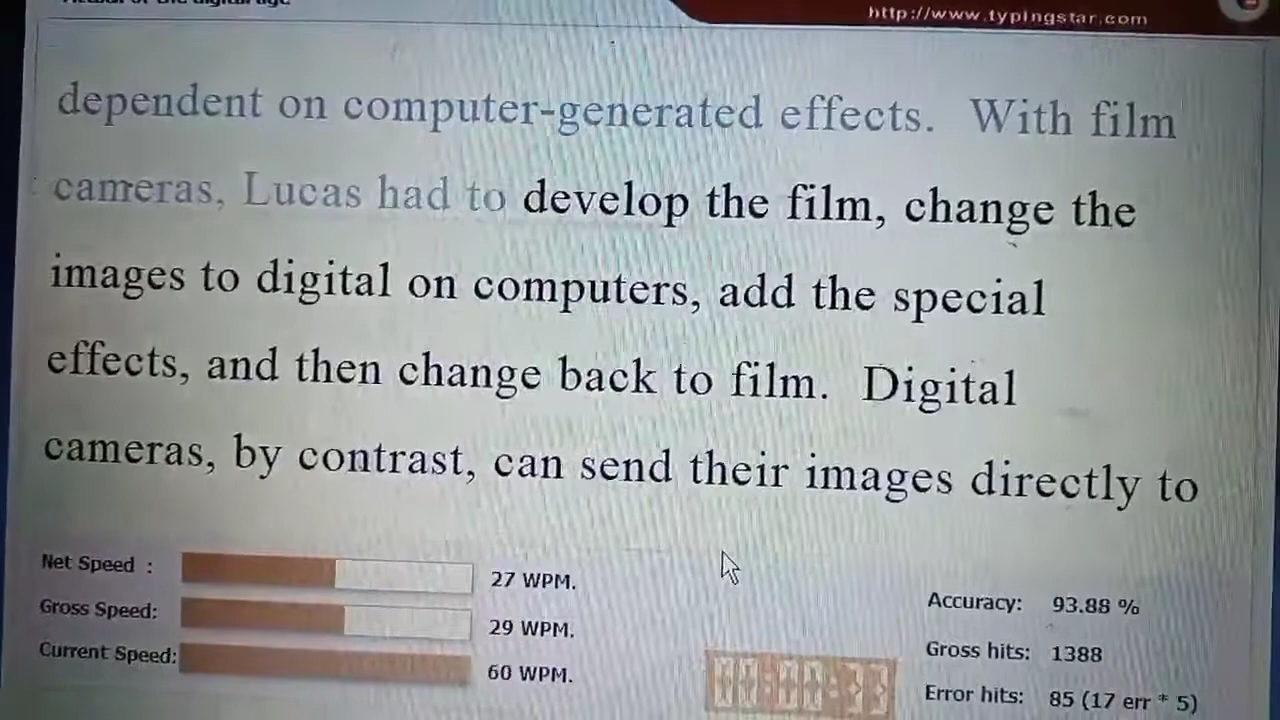 http://www.typingstar.com
dependent on computer-generated effects. With film
cameras, Lucas had to develop the film, change the
images to digital on computers, add the special
effects, and then change back to film. Digital
cameras, by contrast, can send their images directly to
Net Speed :
27 WPM.
Gross Speed:
29 WPM.
Current Speed:
60 WPM.
Accuracy: 93.88 %
Gross hits: 1388
Error hits: 85 (17 err * 5)